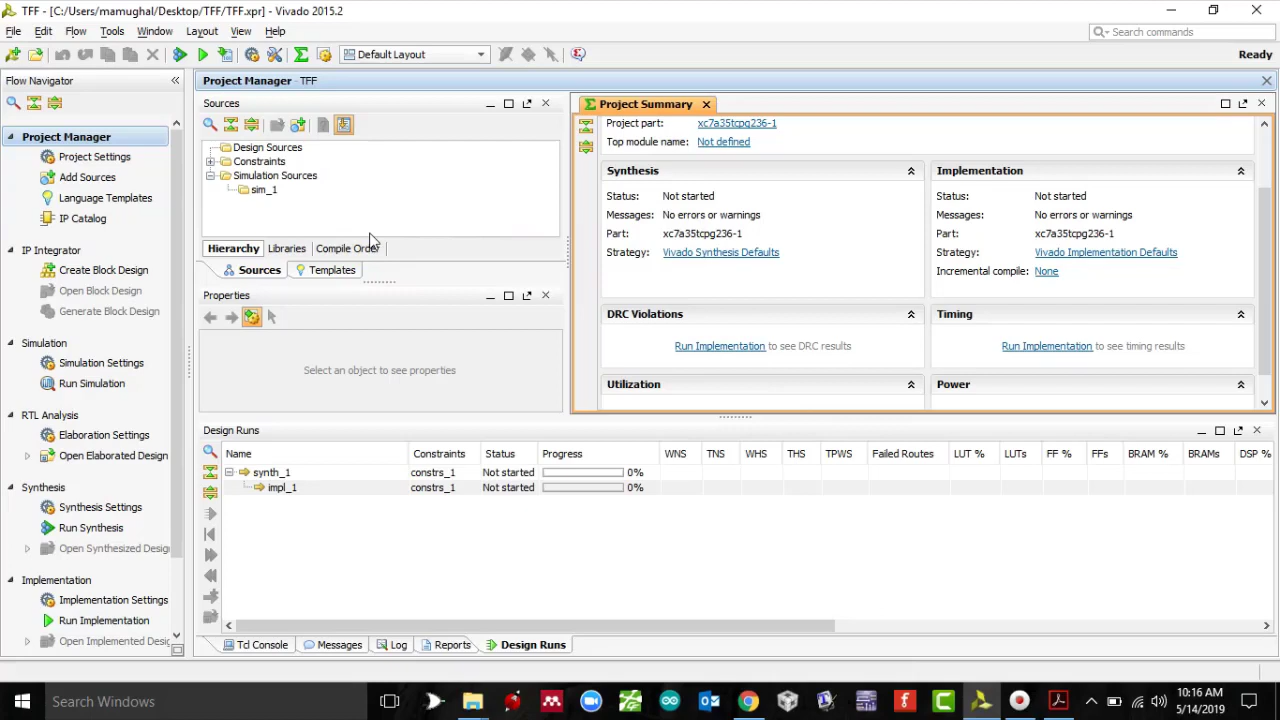 TFF - [C:/Users/mamughal/Desktop/TFF/TFF.xpr] - Vivado 2015.2
File Edit Flow Tools Window Layout View Help
Search commands
Default Layout
Ready
Flow Navigator
Project Manager - TFF
Sources
Project Summary
Project Manager
Project Settings
Add Sources
Language Templates
IP Catalog
IP Integrator
Create Block Design
Open Block Design
Generate Block Design
Simulation
Simulation Settings
Run Simulation
RTL Analysis
Elaboration Settings
Open Elaborated Design
Synthesis
Synthesis Settings
Run Synthesis
Open Synthesized Desig
Implementation
Implementation Settings
Run Implementation
Open Implemented Desig
Design Sources
Constraints
Simulation Sources
sim_1
Hierarchy Libraries Compile Order
Sources Templates
Properties
Select an object to see properties
Project part: xc7a35tcpg236-1
Top module name: Not defined
Synthesis
Status: Not started
Messages: No errors or warnings
Part: xc7a35tcpg236-1
Strategy: Vivado Synthesis Defaults
Implementation
Status: Not started
Messages: No errors or warnings
Part: xc7a35tcpg236-1
Strategy: Vivado Implementation Defaults
Incremental compile: None
DRC Violations
Run Implementation to see DRC results
Timing
Run Implementation to see timing results
Utilization
Power
Design Runs
Name Constraints Status Progress WNS TNS WHS THS TPWS Failed Routes LUT % LUTs FF % FFs BRAM % BRAMs DSP %
synth_1 constrs_1 Not started 0%
impl_1 constrs_1 Not started 0%
Tcl Console Messages Log Reports Design Runs
Search Windows
10:16 AM
5/14/2019